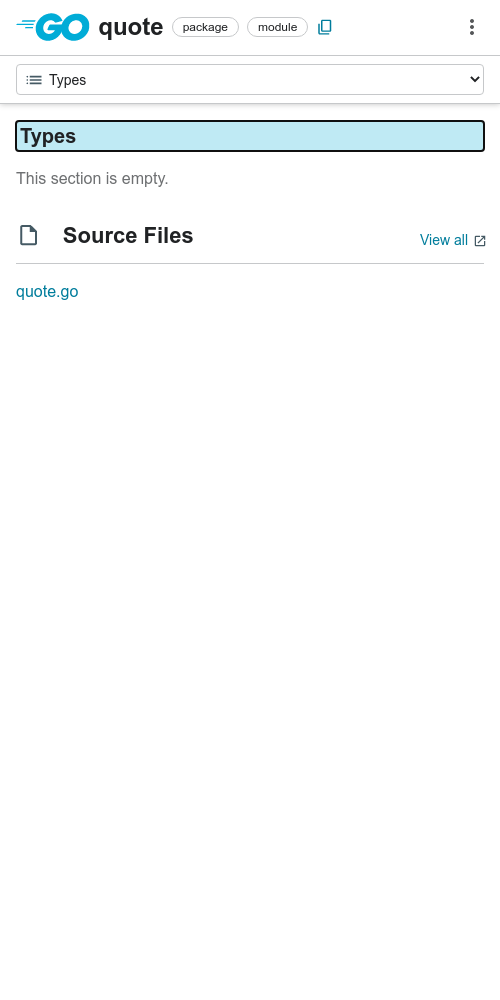 GO quote package module
Types
Types
This section is empty.
Source Files View all
quote.go